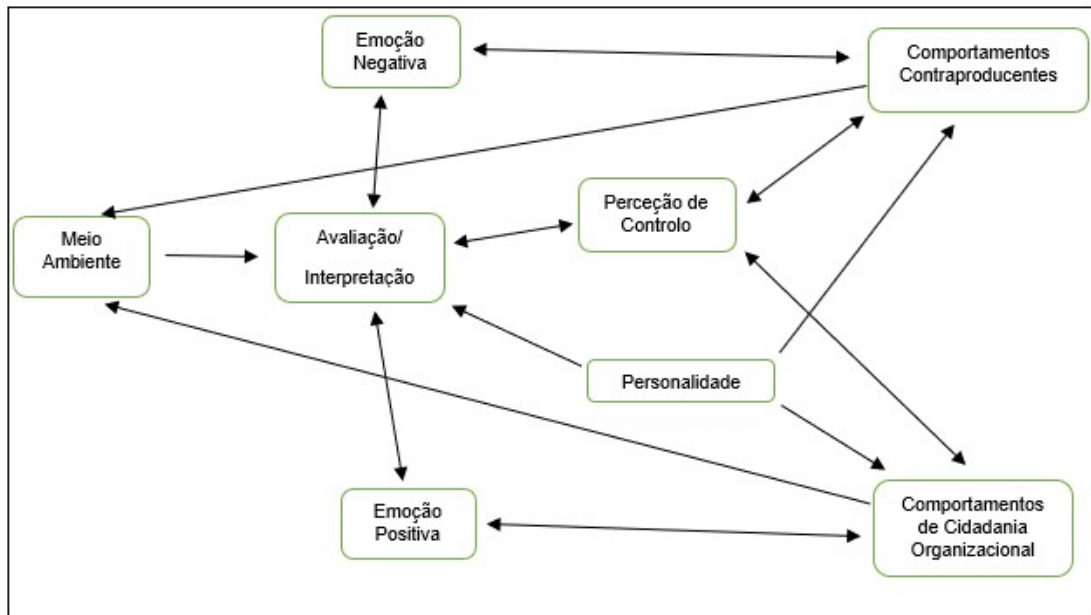 Emoção
Negativa
Comportamentos
Contraproducentes
Perceção de
Controlo
Meio
Ambiente
Avaliação/
Interpretação
Personalidade
Emoção
Positiva
Comportamentos
de Cidadania
Organizacional